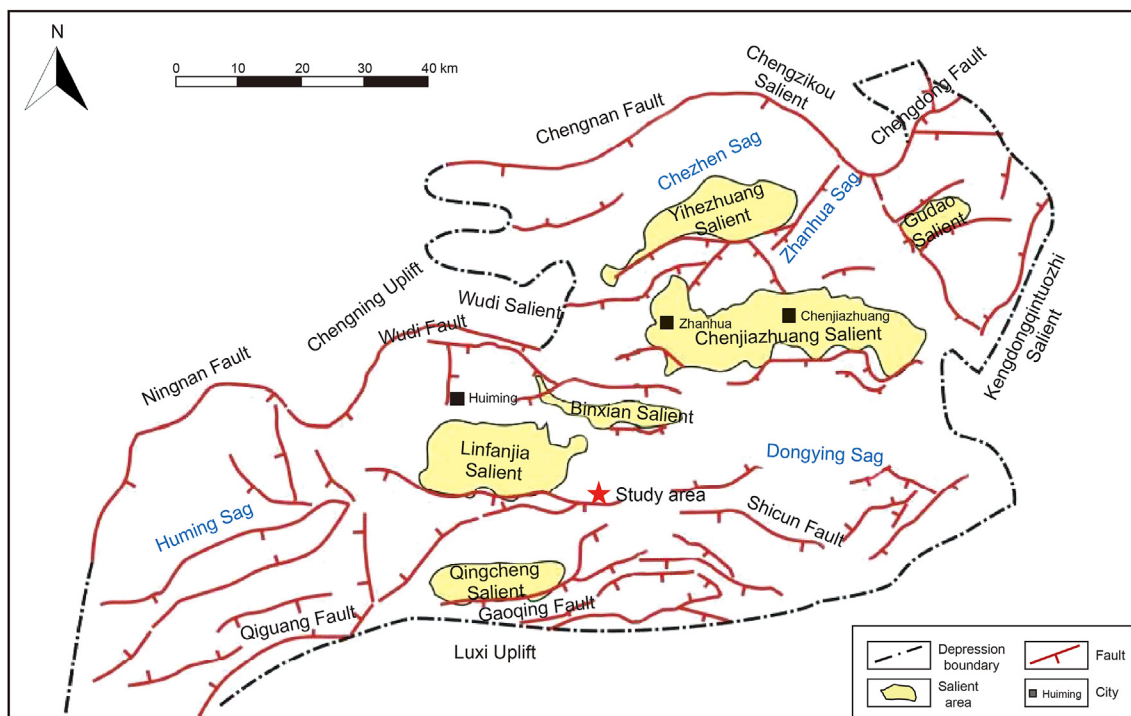 N
0 10 20 30 40 km
Chengnan Fault
Chengzikou
Salient
Chengdong Fault
Chezhen Sag
Yihezhuang
Salient
Zhanhua Sag
Gudao
Salient
Kengdongqintuozhi
Salient
Chengning Uplift
Wudi Salient
Wudi Fault
Zhanhua
Chenjiazhuang
Chenjiazhuang Salient
Ningnan Fault
Huiming
Binxian Salient
Linfanjia
Salient
Dongying Sag
Study area
Shicun Fault
Huming Sag
Qingcheng
Salient
Gaoqing Fault
Qiguang Fault
Luxi Uplift
Depression
boundary
Fault
Salient
area
Huiming
City